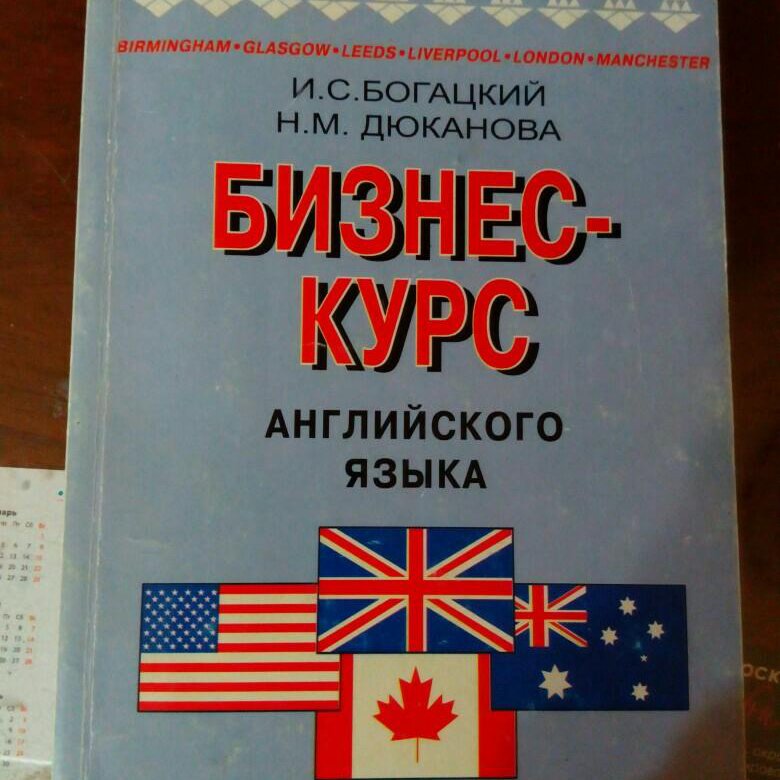 BIRMINGHAM•GLASGOW•LEEDS•LIVERPOOL•LONDON•MANCHESTER
И.С.БОГАЦКИЙ
Н.М. ДЮКАНОВА
БИЗНЕС-
КУРС
АНГЛИЙСКОГО
ЯЗЫКА